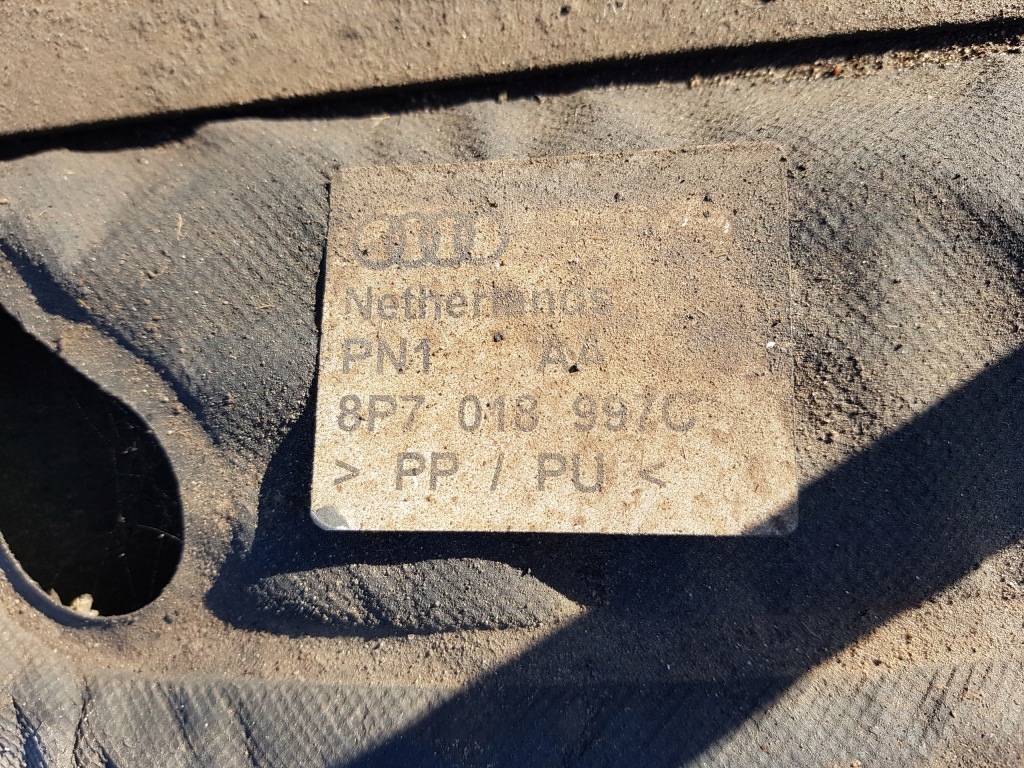 Netherlands
PN1 AA
8P7 018 997C
> PP / PU <